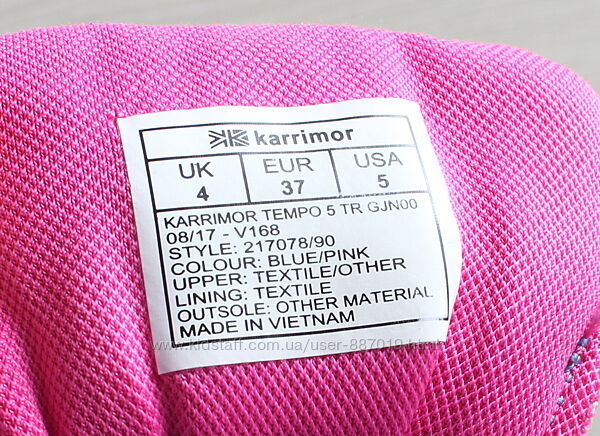 karrimor
UK EUR USA
4 37 5
KARRIMOR TEMPO 5 TR GJN00
08/17 - V168
STYLE: 217078/90
COLOUR: BLUE/PINK
UPPER: TEXTILE/OTHER
LINING: TEXTILE
OUTSOLE: OTHER MATERIAL
MADE IN VIETNAM
www.kidstaff.com.ua/user-887019.html